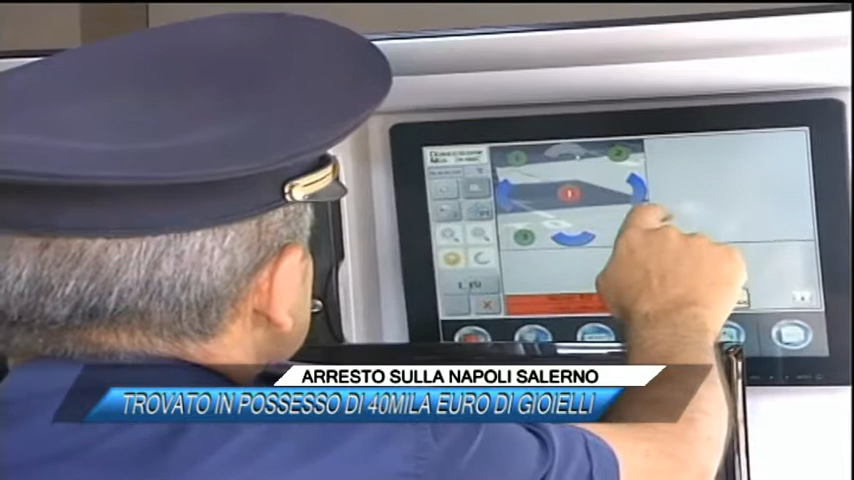 ARRESTO SULLA NAPOLI SALERNO
TROVATO IN POSSESSO DI 40MILA EURO DI GIOIELLI